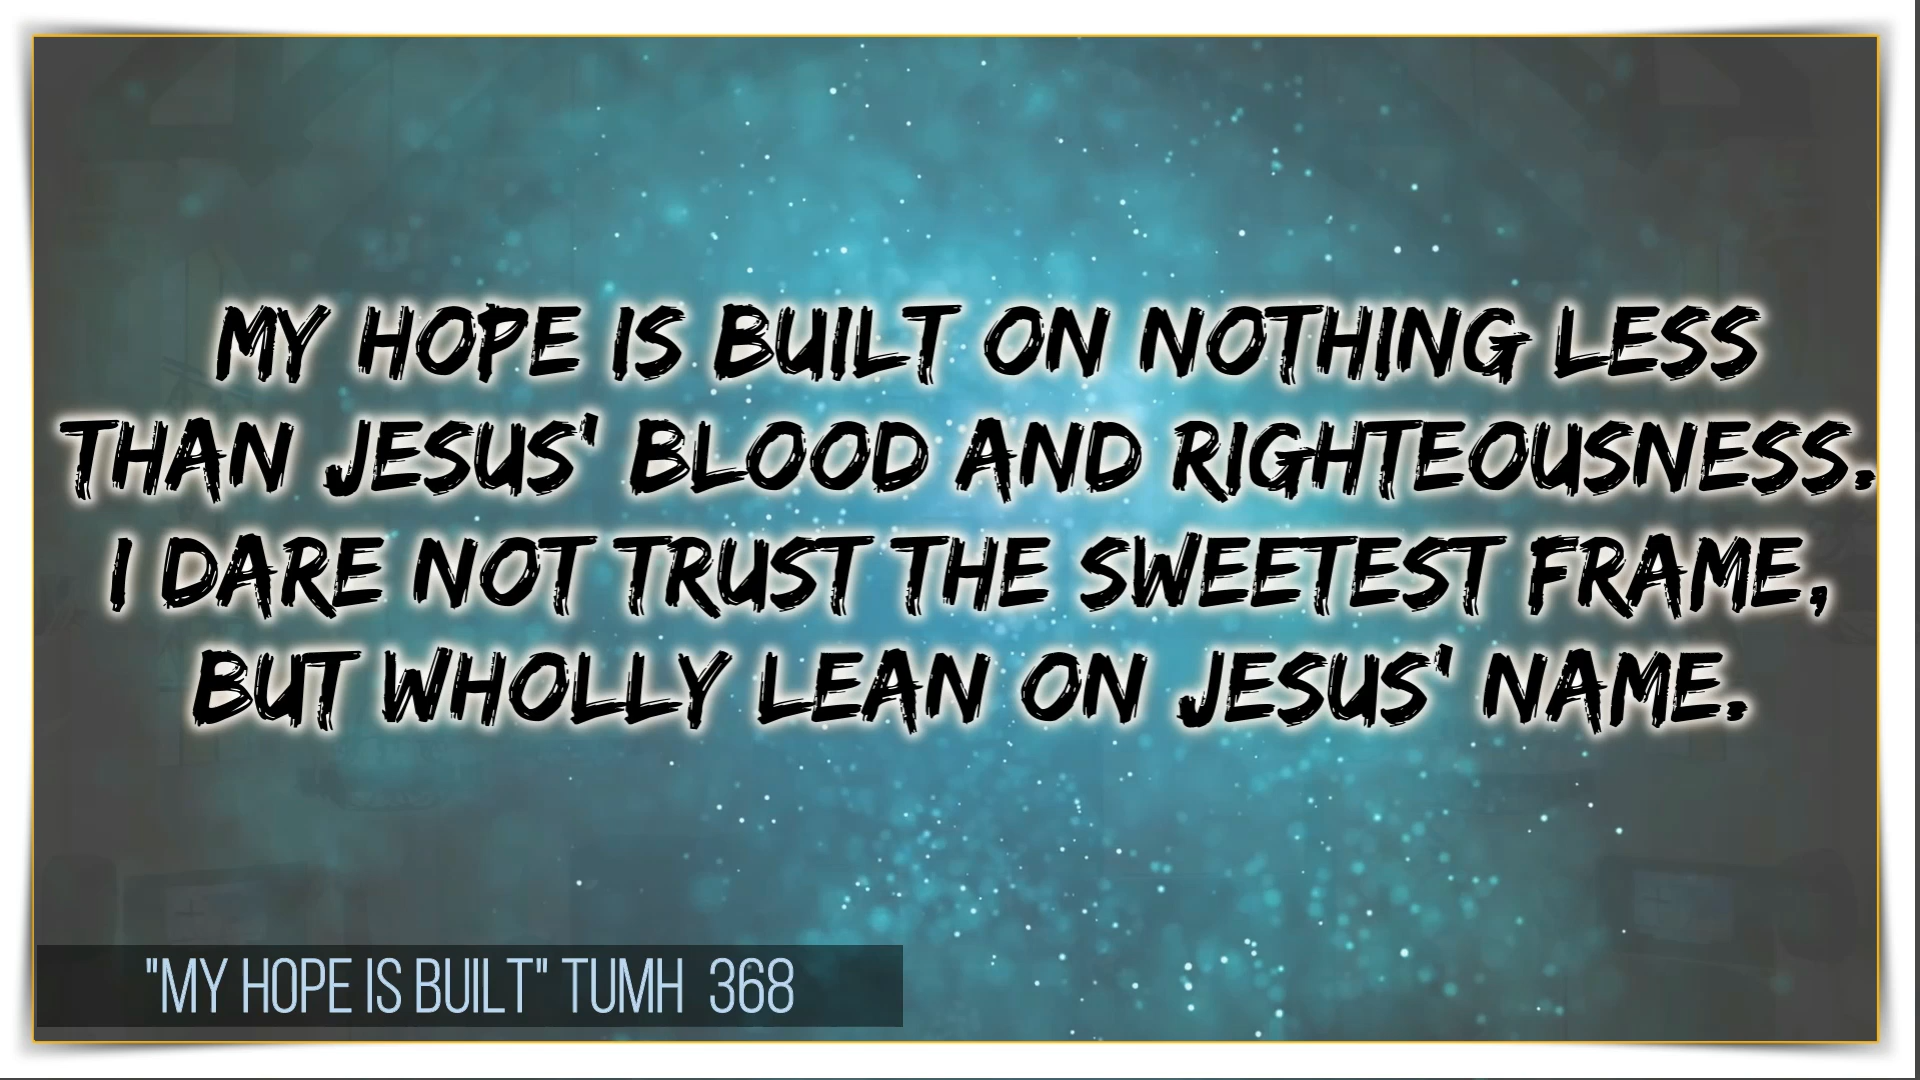 MY HOPE IS BUILT ON NOTHING LESS
THAN JESUS' BLOOD AND RIGHTEOUSNESS.
I DARE NOT TRUST THE SWEETEST FRAME,
BUT WHOLLY LEAN ON JESUS' NAME.
"MY HOPE IS BUILT" TUMH 368